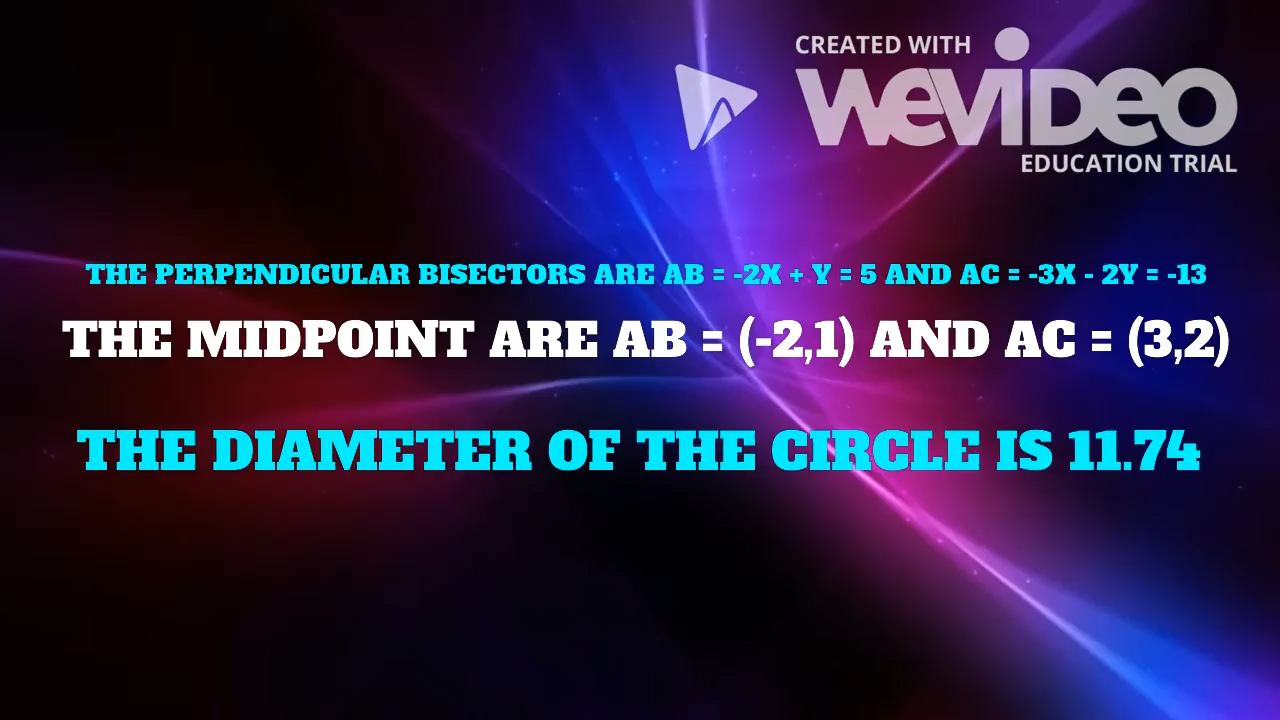 CREATED WITH
WEVIDEO
EDUCATION TRIAL
THE PERPENDICULAR BISECTORS ARE AB = -2X + Y = 5 AND AC = -3X - 2Y = -13
THE MIDPOINT ARE AB = (-2,1) AND AC = (3,2)
THE DIAMETER OF THE CIRCLE IS 11.74